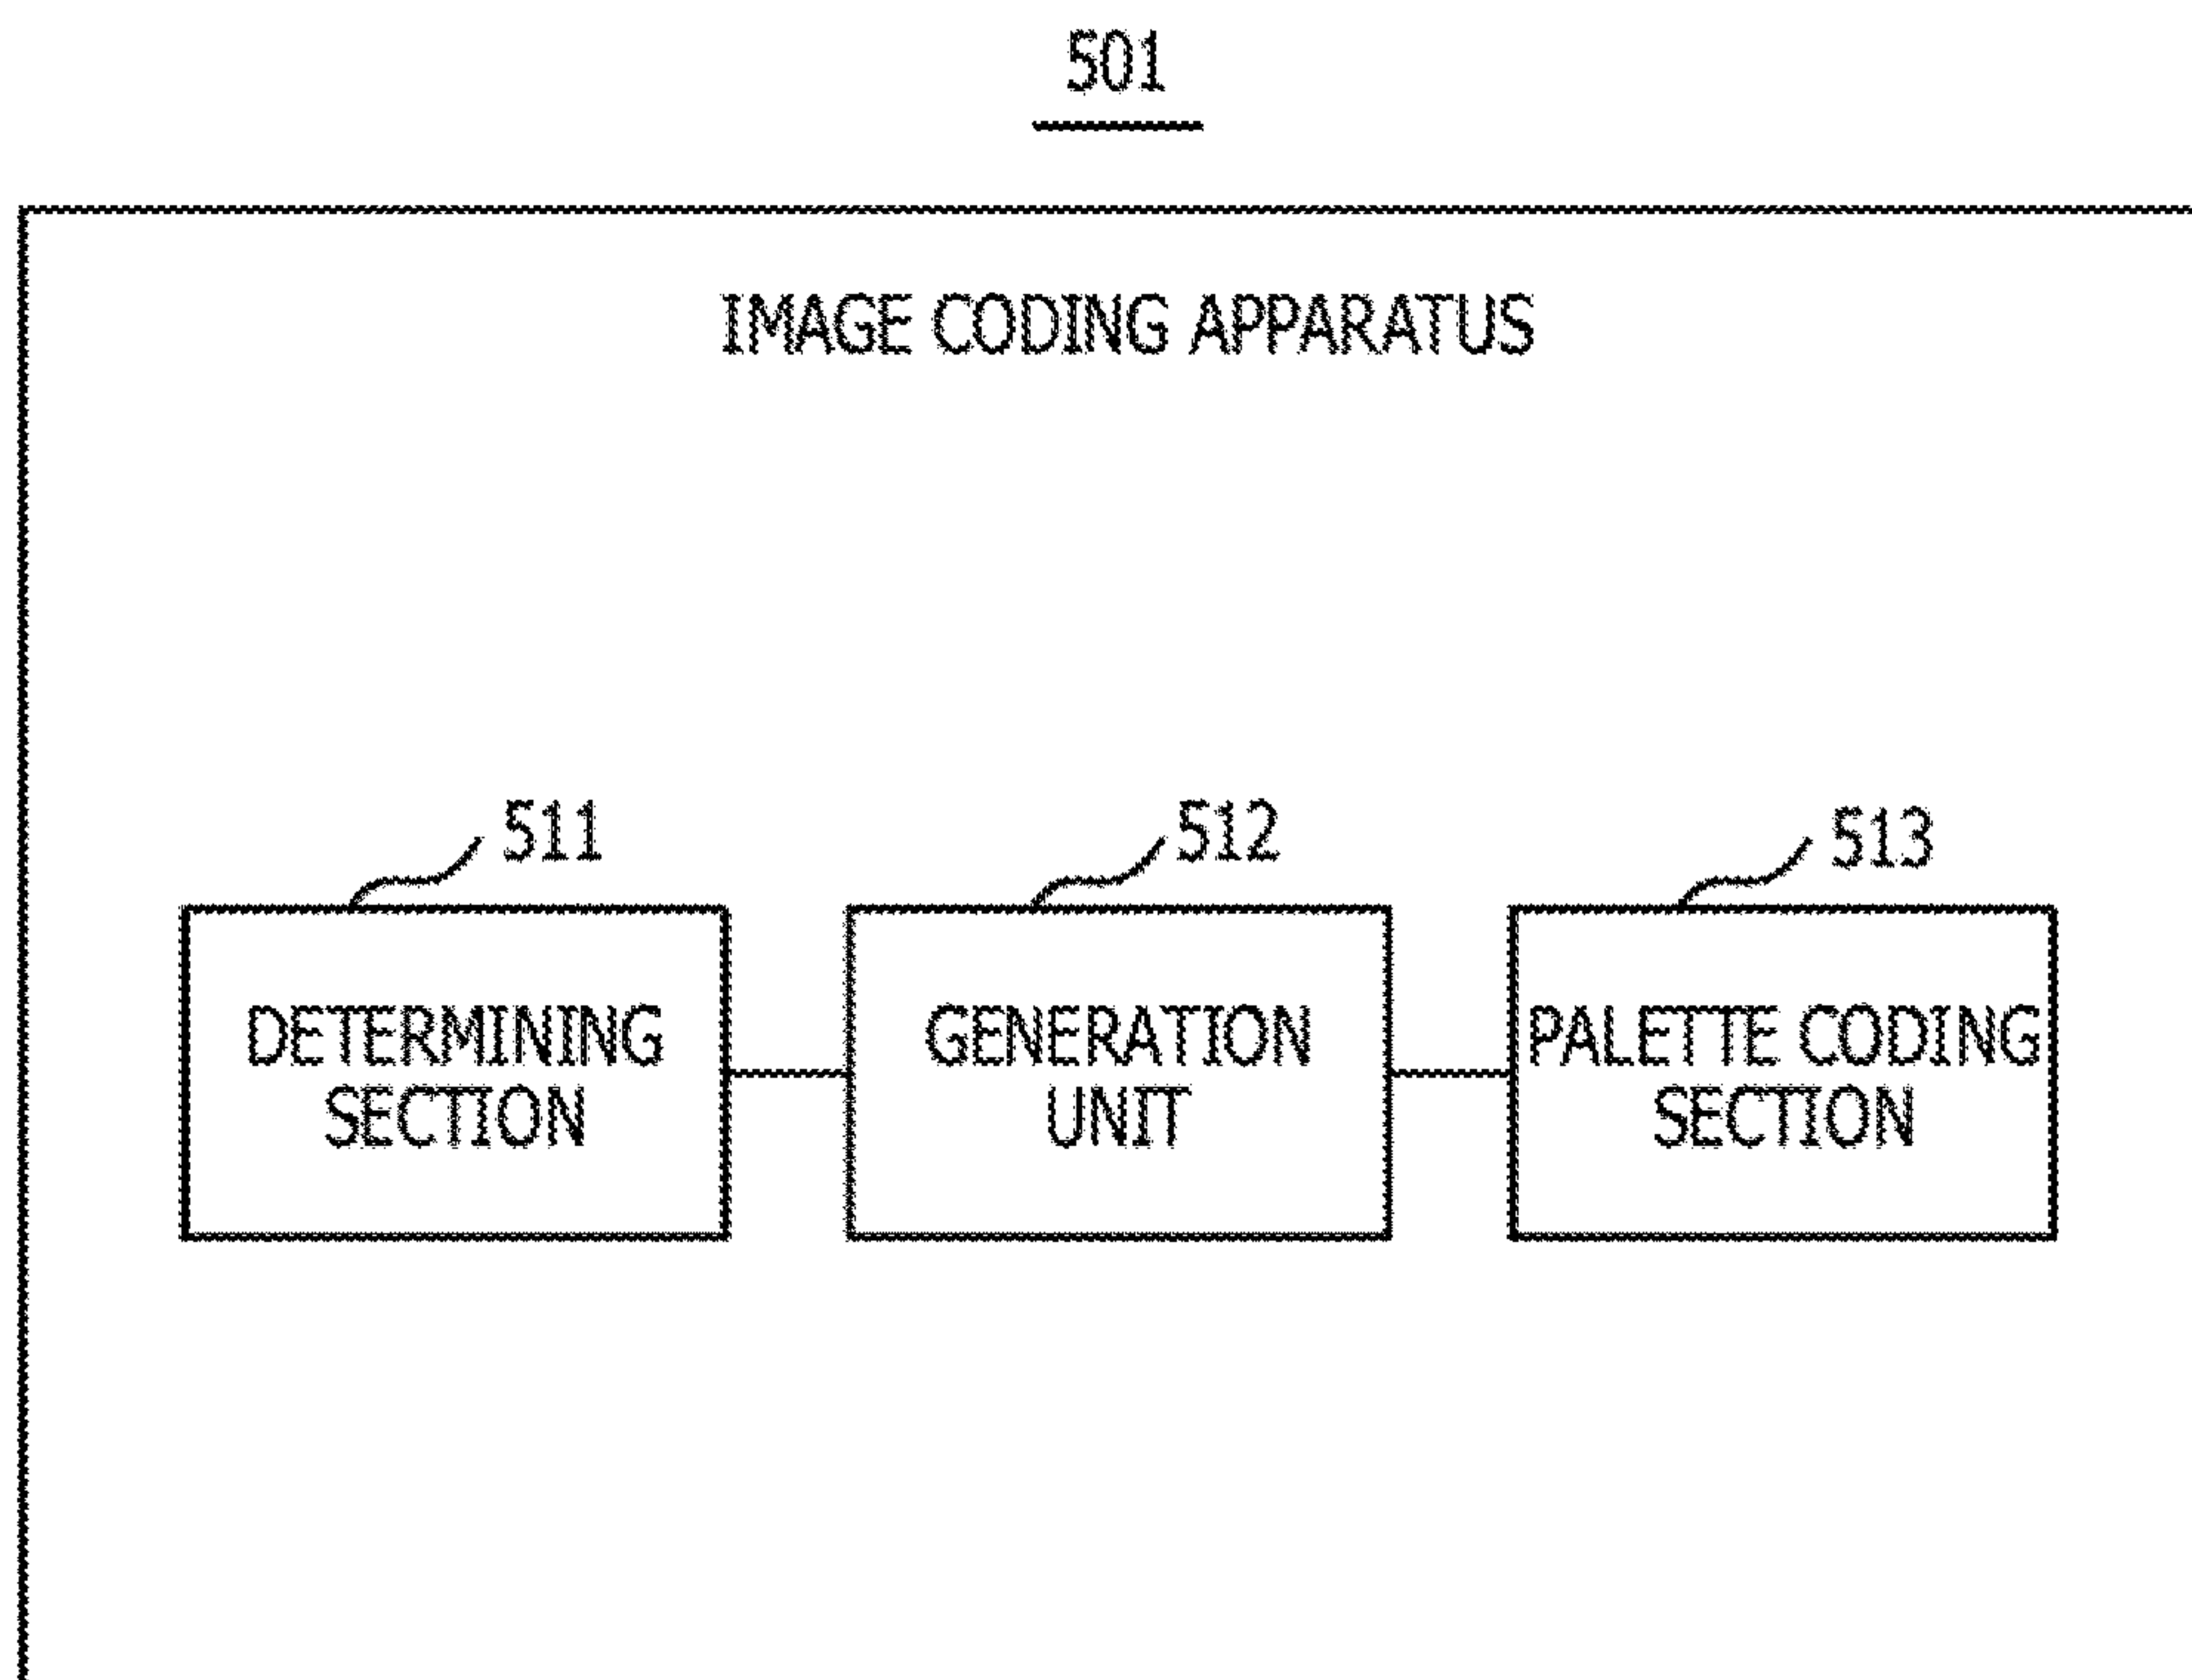 501
IMAGE CODING APPARATUS
511
512
513
DETERMINING
SECTION
GENERATION
UNIT
PALETTE CODING
SECTION